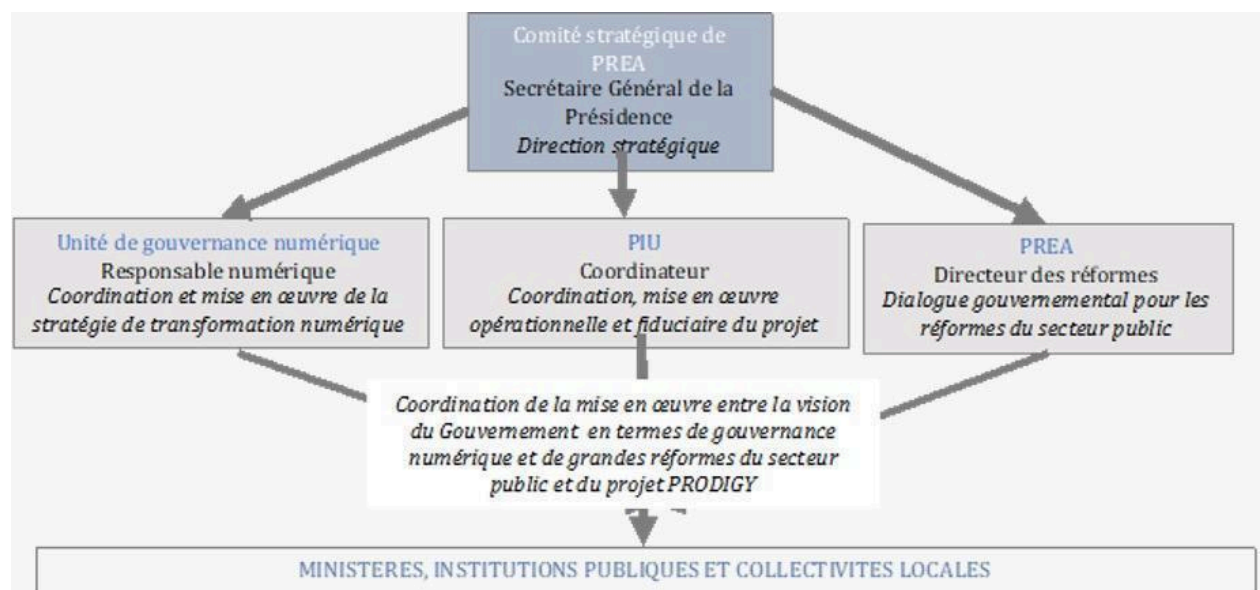 Comité stratégique de
PREA
Secrétaire Général de la
Présidence
Direction stratégique
Unité de gouvernance numérique
Responsable numérique
Coordination et mise en œuvre de la
stratégie de transformation numérique
PIU
Coordinateur
Coordination, mise en œuvre
opérationnelle et fiduciaire du projet
PREA
Directeur des réformes
Dialogue gouvernemental pour les
réformes du secteur public
Coordination de la mise en œuvre entre la vision
du Gouvernement en termes de gouvernance
numérique et de grandes réformes du secteur
public et du projet PRODIGY
MINISTERES, INSTITUTIONS PUBLIQUES ET COLLECTIVITES LOCALES